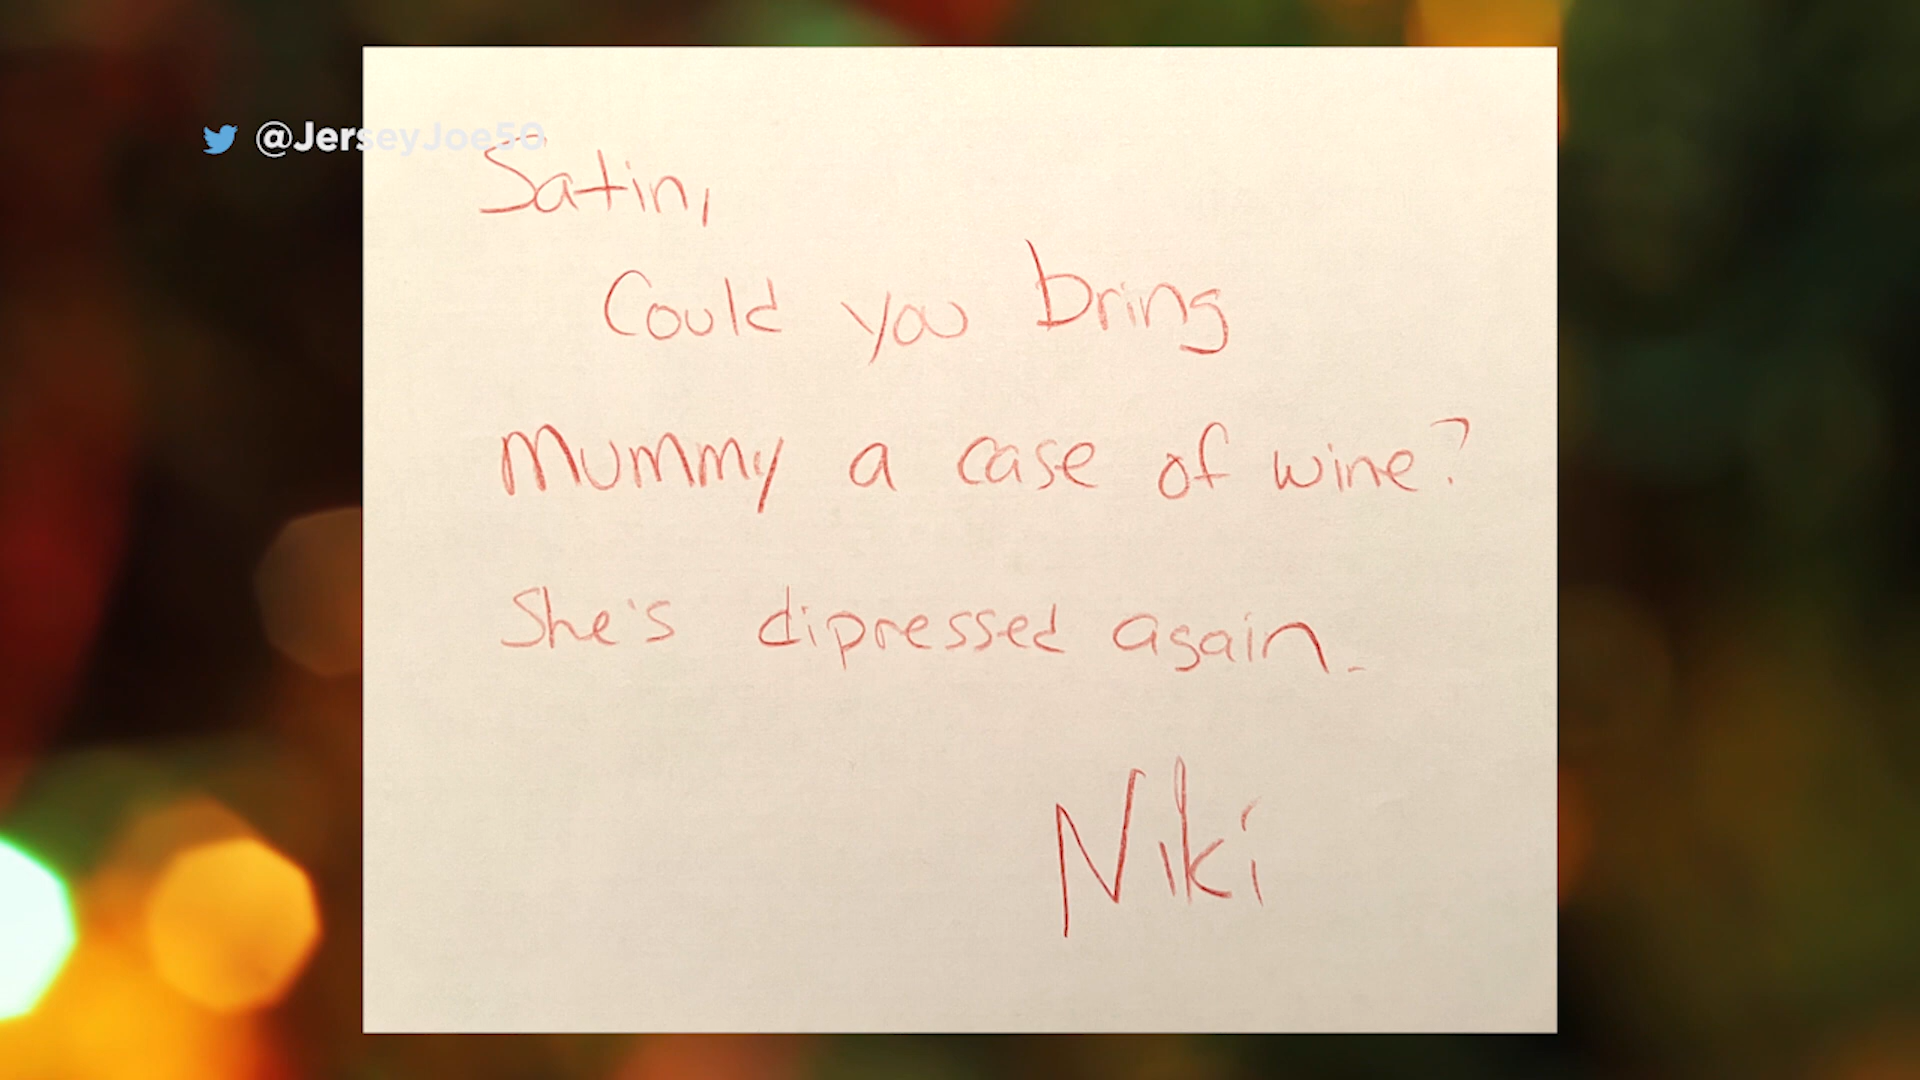 @JerseyJoe50
Satin,
Could you bring
Mummy a case of wine?
She's dipressed again.
Niki